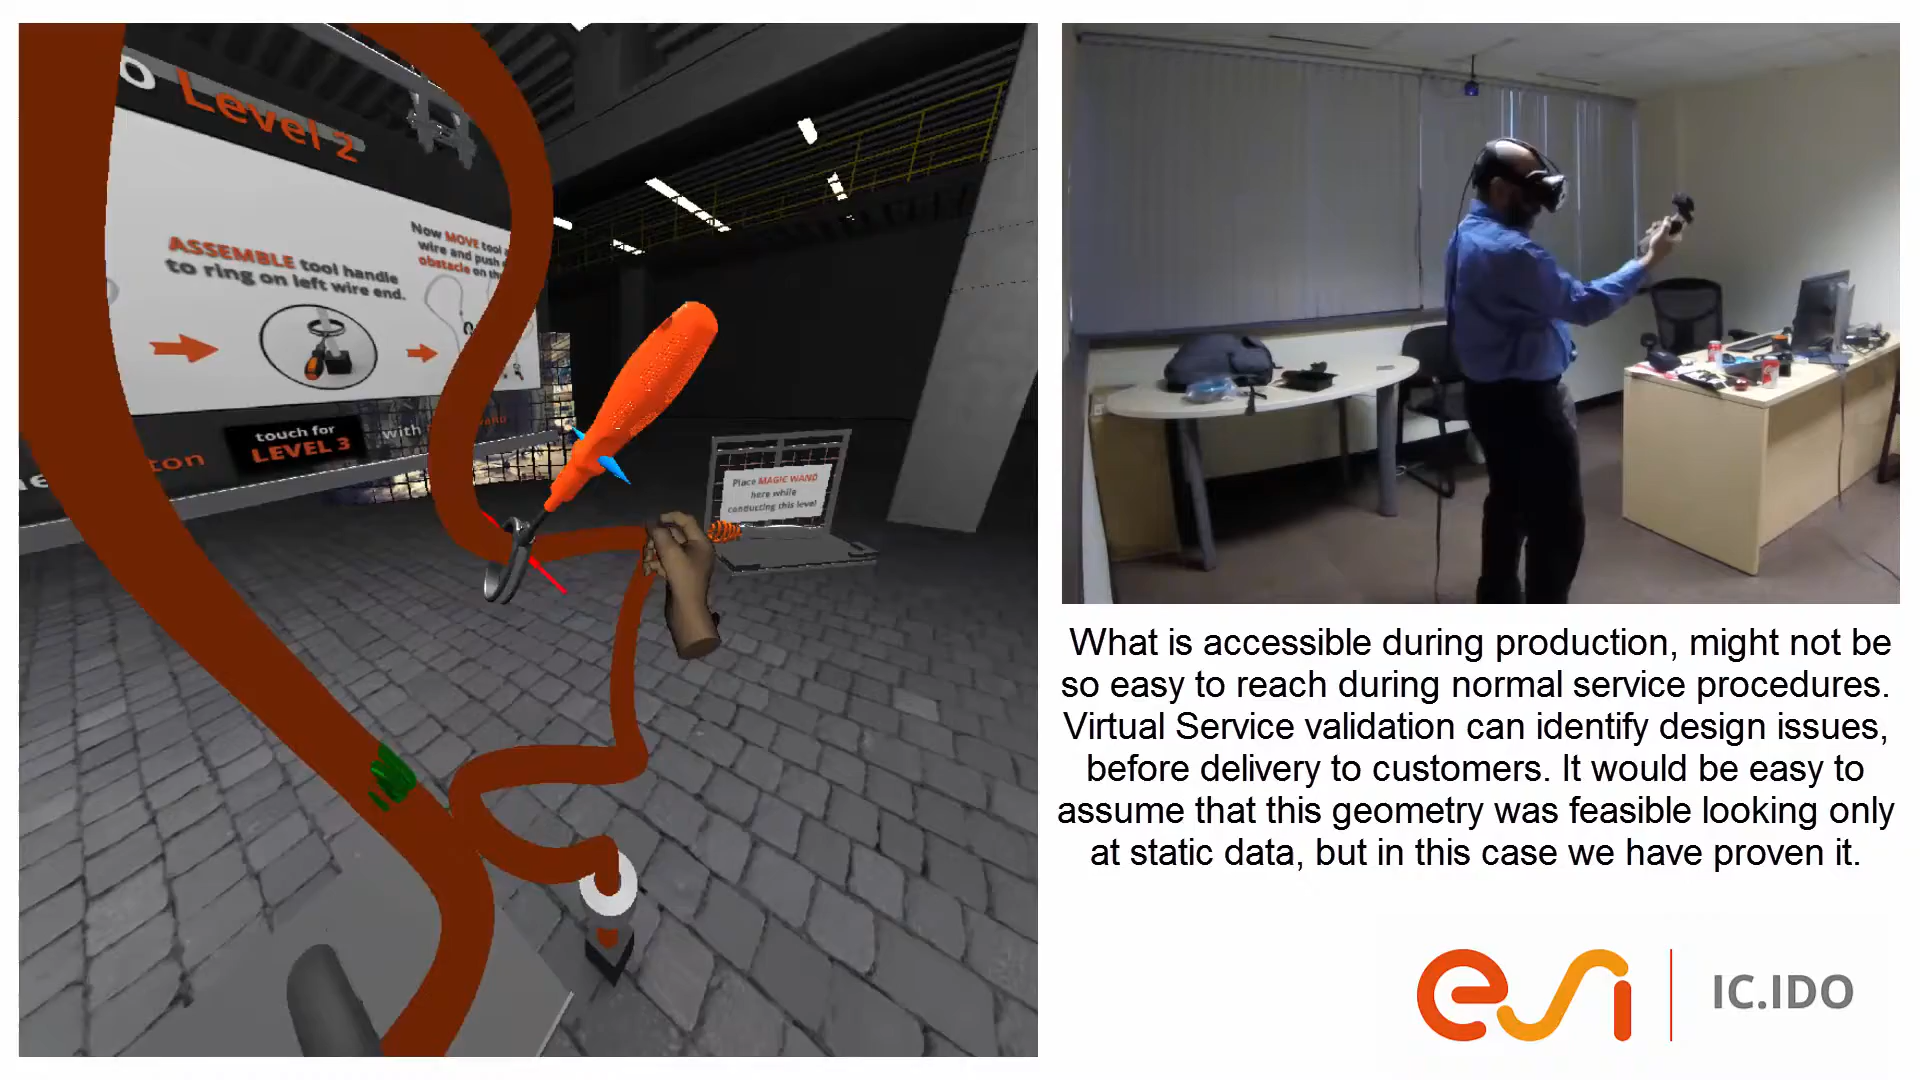 o Level 2
ASSEMBLE tool handle
to ring on left wire end.
Now MOVE tool
wire and push
obstacle on th
touch for
LEVEL 3
with
ton
Place MAGIC WAND
here while
conducting this level
What is accessible during production, might not be
so easy to reach during normal service procedures.
Virtual Service validation can identify design issues,
before delivery to customers. It would be easy to
assume that this geometry was feasible looking only
at static data, but in this case we have proven it.
esi
IC.IDO